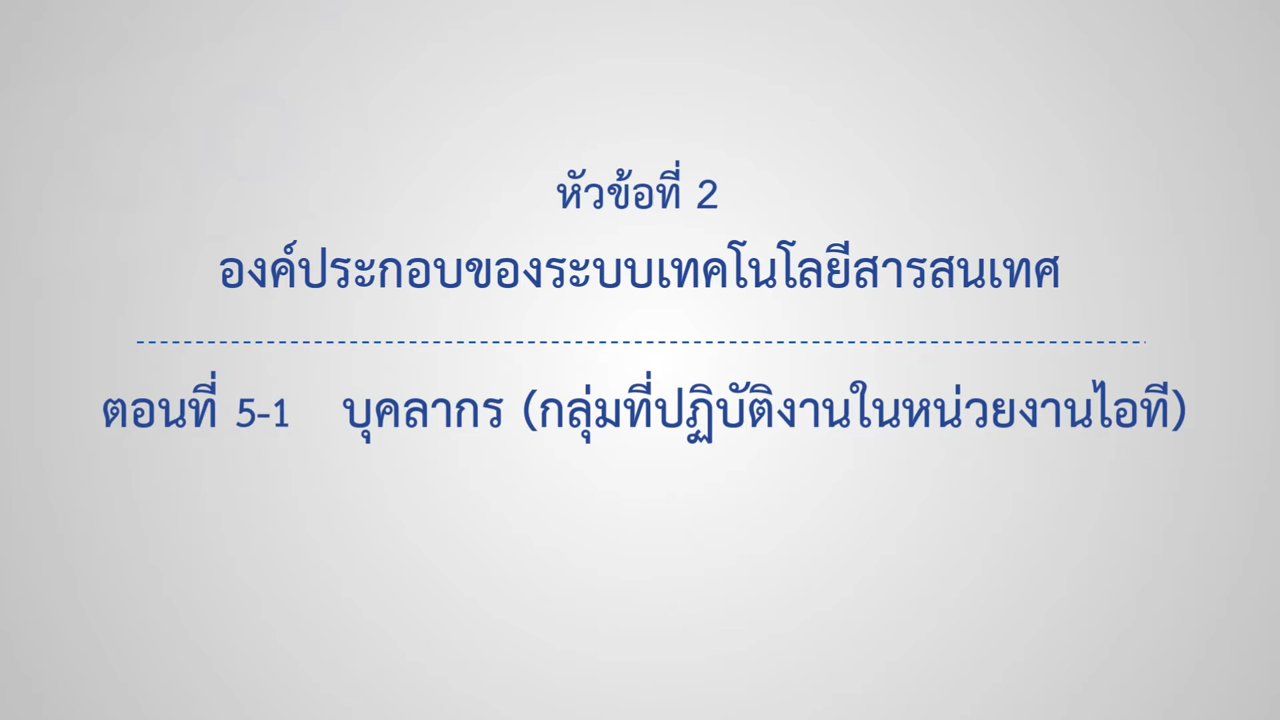 หัวข้อที่ 2
องค์ประกอบของระบบเทคโนโลยีสารสนเทศ
ตอนที่ 5-1 บุคลากร (กลุ่มที่ปฏิบัติงานในหน่วยงานไอที)